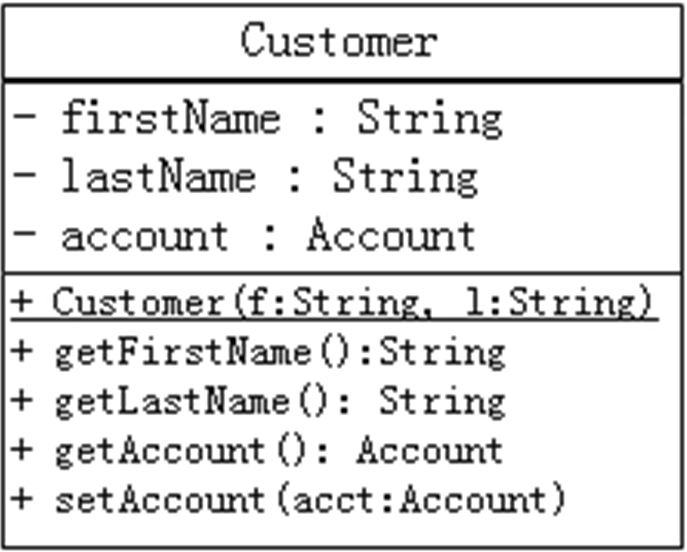 Customer
- firstName : String
- lastName : String
- account : Account
+ Customer(f:String, l:String)
+ getFirstName():String
+ getLastName(): String
+ getAccount(): Account
+ setAccount(acct:Account)